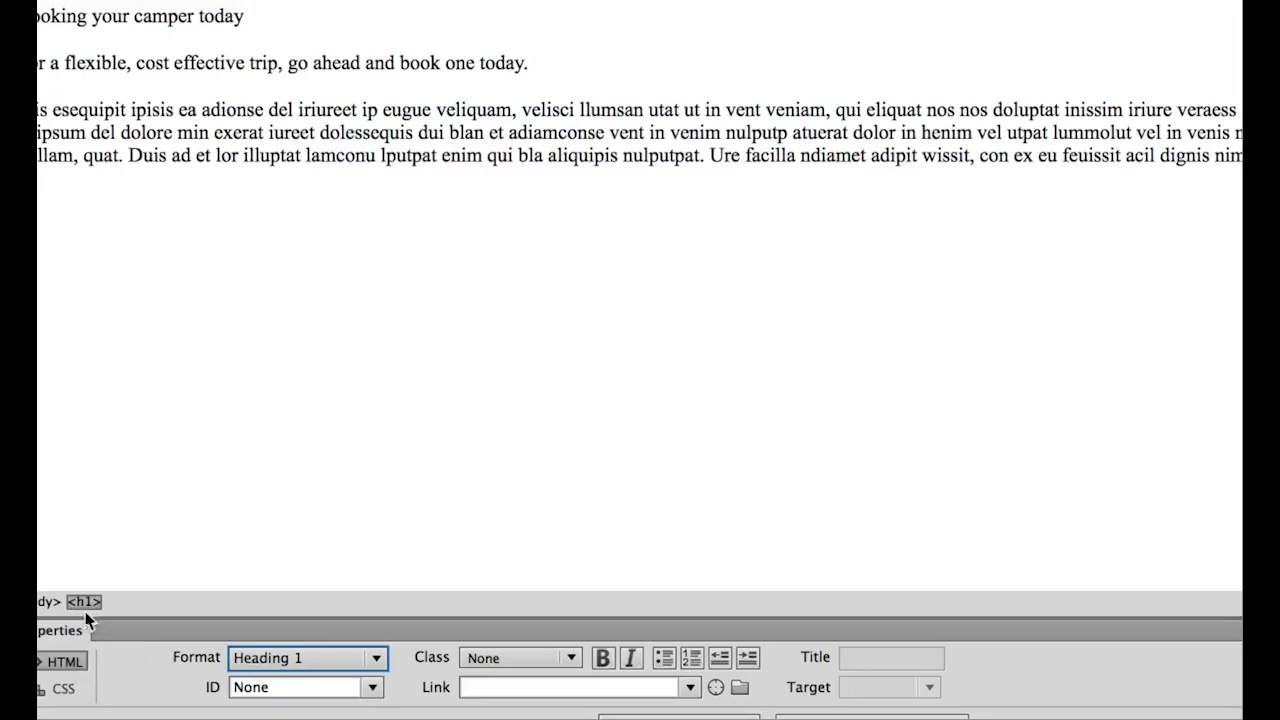 ooking your camper today
or a flexible, cost effective trip, go ahead and book one today.
is esequipit ipisis ea adionse del iriureet ip eugue veliquam, velisci llumsan utat ut in vent veniam, qui eliquat nos nos doluptat inissim iriure veraess
ipsum del dolore min exerat iureet dolessequis dui blan et adiamconse vent in venim nulputp atuerat dolor in henim vel utpat lummolut vel in venis
llam, quat. Duis ad et lor illuptat lamconu lputpat enim qui bla aliquipis nulputpat. Ure facilla ndiamet adipit wissit, con ex eu feuissit acil dignis nim
dy> <h1>
perties
HTML Format Heading 1 Class None B I Title
CSS ID None Link Target